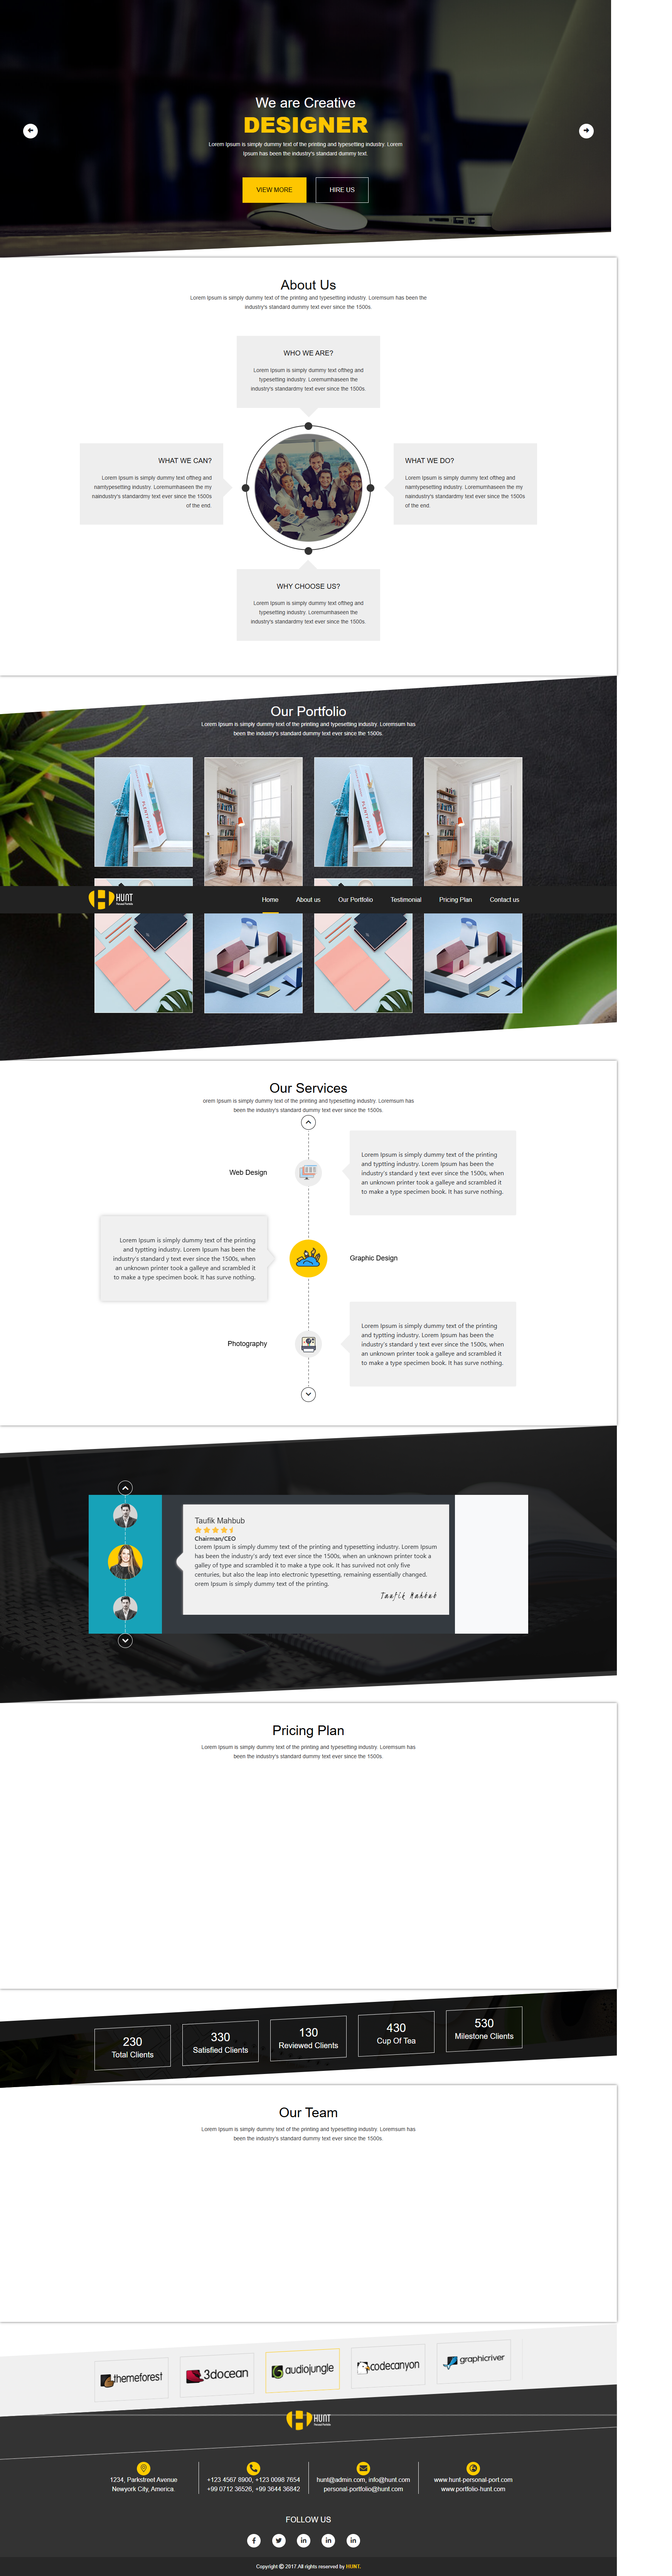 We are Creative
DESIGNER
Lorem Ipsum is simply dummy text of the printing and typesetting industry. Lorem
Ipsum has been the industry's standard dummy text.
VIEW MORE
HIRE US
About Us
Lorem Ipsum is simply dummy text of the printing and typesetting industry. Loremsum has been the
industry's standard dummy text ever since the 1500s.
WHO WE ARE?
Lorem Ipsum is simply dummy text oftheg and
typesetting industry. Loremumhaseen the
industry's standardmy text ever since the 1500s.
WHAT WE CAN?
Lorem Ipsum is simply dummy text oftheg and
namtypesetting industry. Loremumhaseen the my
naindustry's standardmy text ever since the 1500s
of the end.
WHAT WE DO?
Lorem Ipsum is simply dummy text oftheg and
namtypesetting industry. Loremumhaseen the my
naindustry's standardmy text ever since the 1500s
of the end.
WHY CHOOSE US?
Lorem Ipsum is simply dummy text oftheg and
typesetting industry. Loremumhaseen the
industry's standardmy text ever since the 1500s.
Our Portfolio
Lorem Ipsum is simply dummy text of the printing and typesetting industry. Loremsum has
been the industry's standard dummy text ever since the 1500s.
PLENTY MORE
PLENTY MORE
HUNT
Personal Portfolio
Home
About us
Our Portfolio
Testimonial
Pricing Plan
Contact us
Our Services
orem Ipsum is simply dummy text of the printing and typesetting industry. Loremsum has
been the industry's standard dummy text ever since the 1500s.
Web Design
Lorem Ipsum is simply dummy text of the printing
and typtting industry. Lorem Ipsum has been the
industry's standard y text ever since the 1500s, when
an unknown printer took a galleye and scrambled it
to make a type specimen book. It has surve nothing.
Lorem Ipsum is simply dummy text of the printing
and typtting industry. Lorem Ipsum has been the
industry's standard y text ever since the 1500s, when
an unknown printer took a galleye and scrambled it
to make a type specimen book. It has survive nothing.
Graphic Design
Photography
Lorem Ipsum is simply dummy text of the printing
and typtting industry. Lorem Ipsum has been the
industry's standard y text ever since the 1500s, when
an unknown printer took a galleye and scrambled it
to make a type specimen book. It has surve nothing.
Taufik Mahbub
Chairman/CEO
Lorem Ipsum is simply dummy text of the printing and typesetting industry. Lorem Ipsum
has been the industry's ardy text ever since the 1500s, when an unknown printer took a
galley of type and scrambled it to make a type ook. It has survived not only five
centuries, but also the leap into electronic typesetting, remaining essentially changed.
orem Ipsum is simply dummy text of the printing.
Taufik Mahbub
Pricing Plan
Lorem Ipsum is simply dummy text of the printing and typesetting industry. Loremsum has
been the industry's standard dummy text ever since the 1500s.
230
Total Clients
330
Satisfied Clients
130
Reviewed Clients
430
Cup Of Tea
530
Milestone Clients
Our Team
Lorem Ipsum is simply dummy text of the printing and typesetting industry. Loremsum has
been the industry's standard dummy text ever since the 1500s.
themeforest
3docean
audiojungle
codecanyon
graphicriver
HUNT
Personal Portfolio
1234, Parkstreet Avenue
Newyork City, America
+123 4567 8900, +123 0098 7654
+99 0712 36526, +99 3644 36842
hunt@admin.com, info@hunt.com
personal-portfolio@hunt.com
www.hunt-personal-port.com
www.portfolio-hunt.com
FOLLOW US
Copyright © 2017.All rights reserved by HUNT.